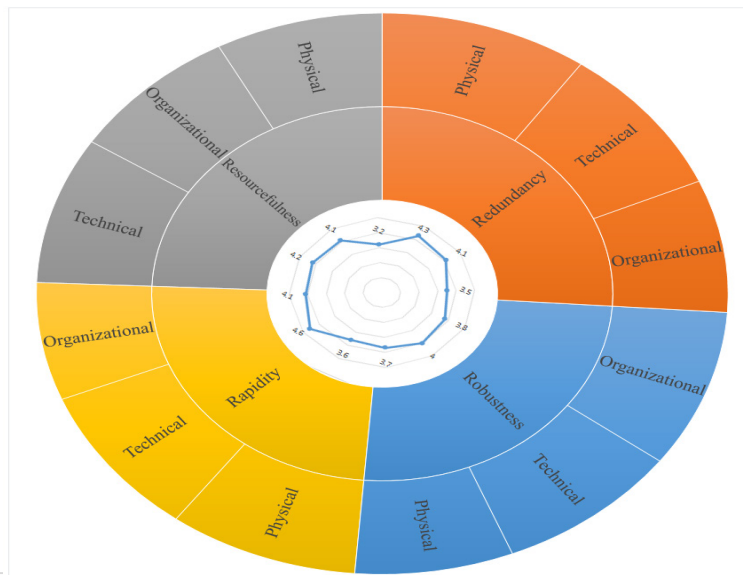 Physical
Technical
Organizational
Redundancy
Organizational
Technical
Physical
Robustness
Physical
Technical
Organizational
Rapidity
Technical
Organizational
Physical
Resourcefulness
3.2
4.3
4.1
3.5
3.8
4
3.7
3.6
4.6
4.1
4.2
4.1